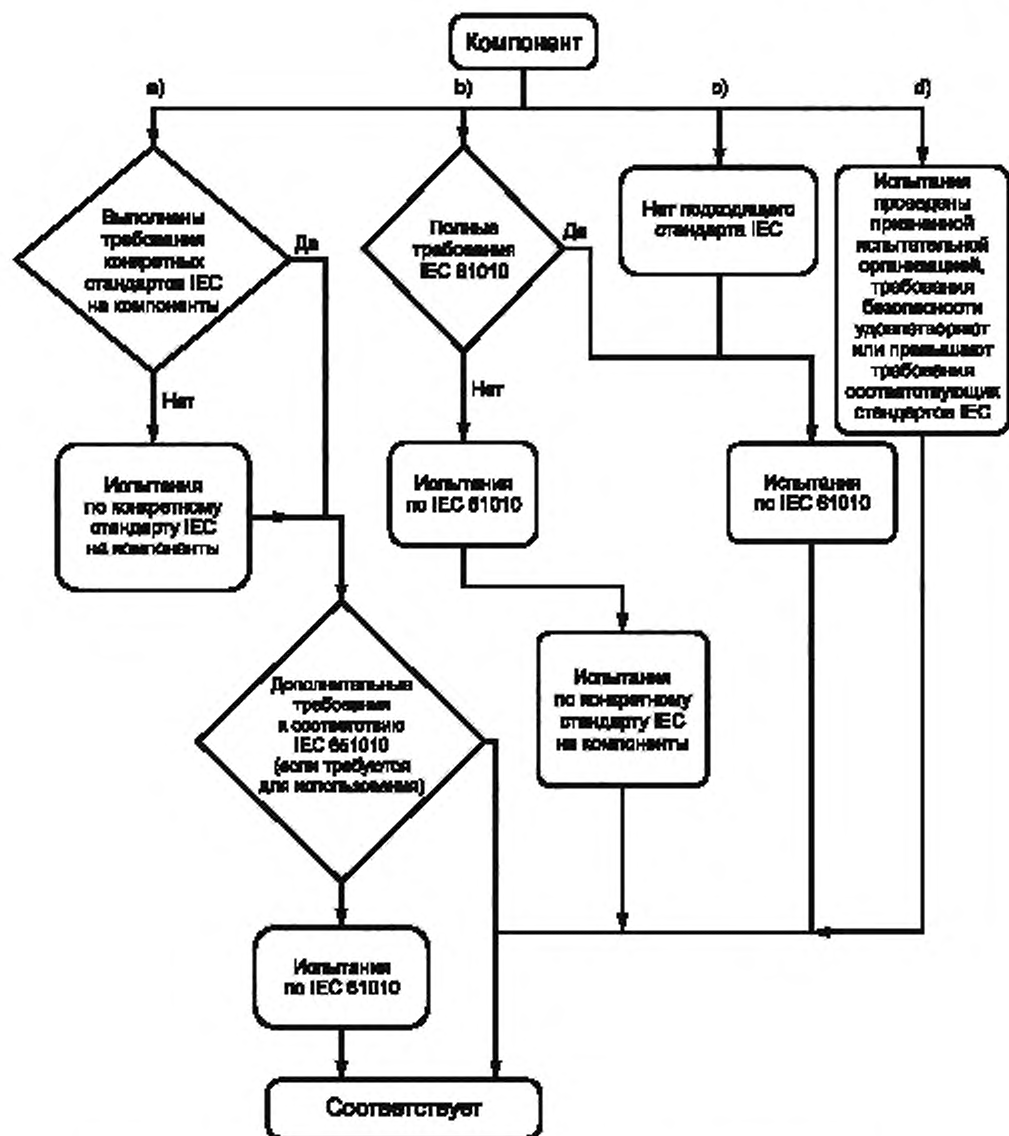 Компонент
a)
b)
c)
d)
Выполнены
требования
конкретных
стандартов IEC
на компоненты
Да
Нет
Полные
требования
IEC 61010
Да
Нет
Нет подходящего
стандарта IEC
Испытания
проведены
признанной
испытательной
организацией,
требования
безопасности
удовлетворяют
или превышают
требования
соответствующих
стандартов IEC
Испытания
по конкретному
стандарту IEC
на компоненты
Испытания
по IEC 61010
Испытания
по IEC 61010
Дополнительные
требования
к соответствию
IEC 651010
(если требуются
для использования)
Испытания
по конкретному
стандарту IEC
на компоненты
Испытания
по IEC 61010
Соответствует